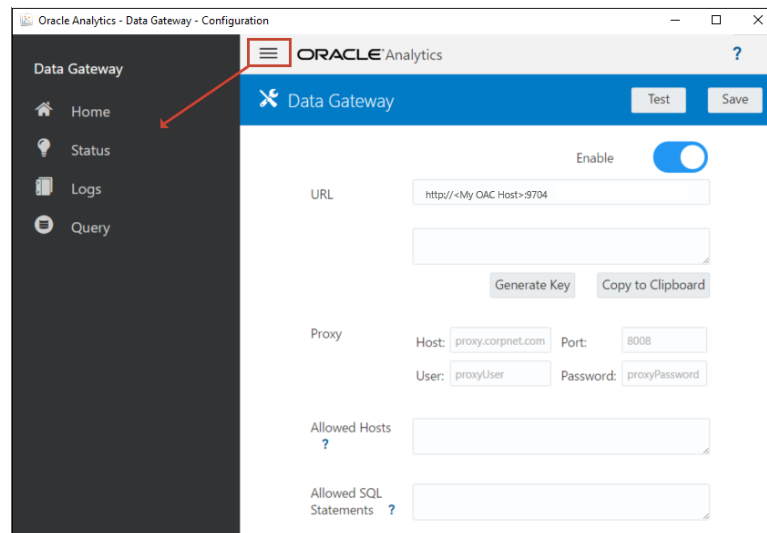 Oracle Analytics - Data Gateway - Configuration
Data Gateway
Home
Status
Logs
Query
ORACLE Analytics ?
Data Gateway Test Save
Enable
URL http://<My OAC Host>:9704
Generate Key Copy to Clipboard
Proxy Host: proxy.corpnet.com Port: 8008
User: proxyUser Password: proxyPassword
Allowed Hosts
?
Allowed SQL
Statements ?